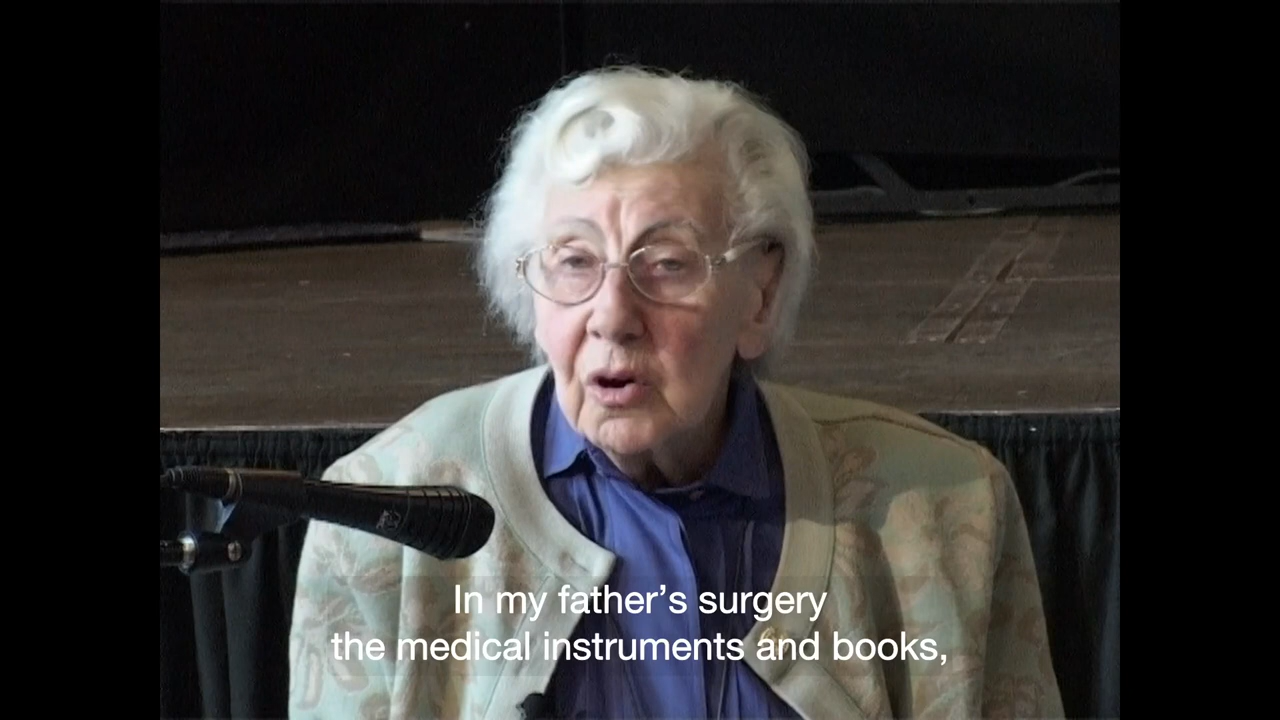 In my father’s surgery
the medical instruments and books,